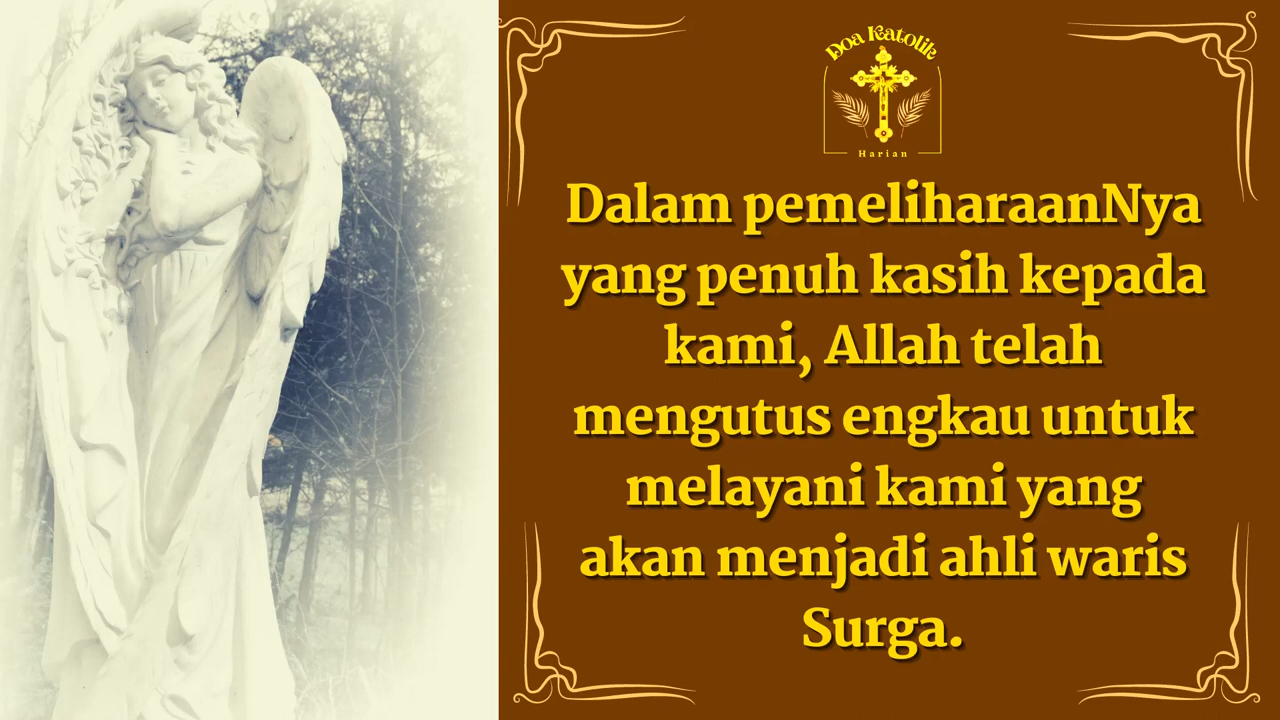 Doa Katolik
Harian
Dalam pemeliharaanNya
yang penuh kasih kepada
kami, Allah telah
mengutus engkau untuk
melayani kami yang
akan menjadi ahli waris
Surga.